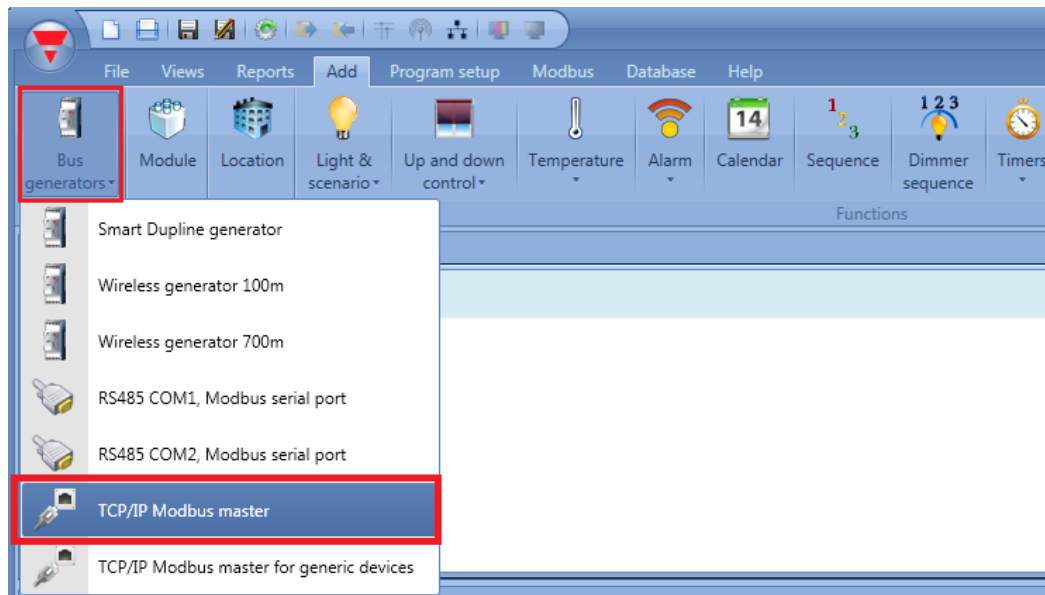 File Views Reports Add Program setup Modbus Database Help
14
1 2 3
1 2 3
Bus generators
Module
Location
Light & scenario
Up and down control
Temperature
Alarm
Calendar
Sequence
Dimmer sequence
Timers
Functions
Smart Dupline generator
Wireless generator 100m
Wireless generator 700m
RS485 COM1, Modbus serial port
RS485 COM2, Modbus serial port
TCP/IP Modbus master
TCP/IP Modbus master for generic devices